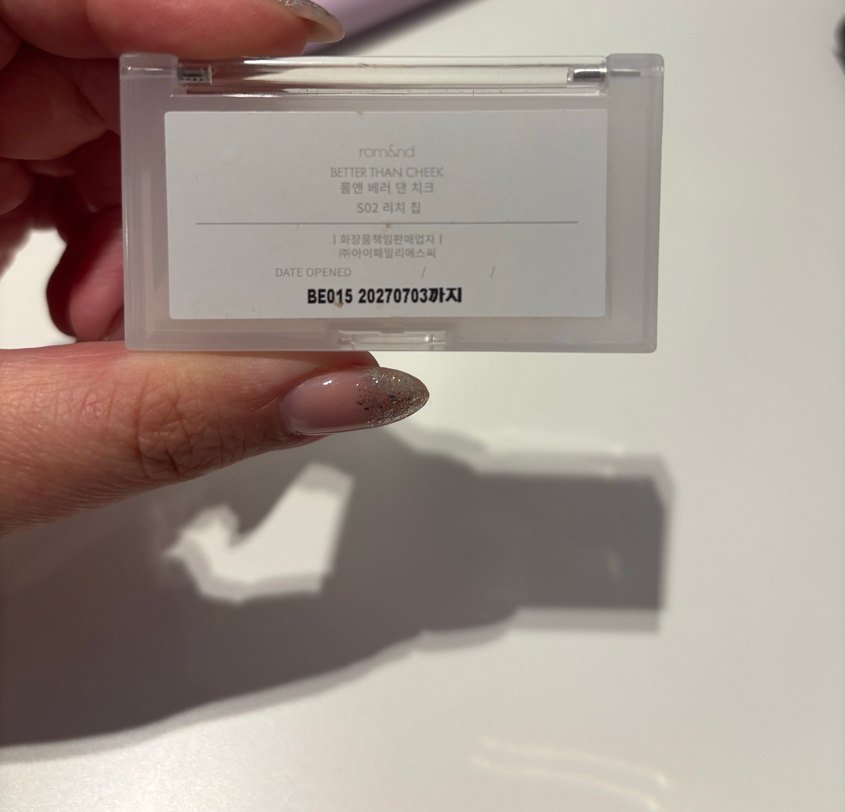 rom&nd
BETTER THAN CHEEK
롬앤 베러 댄 치크
S02 리치 칩
| 화장품책임판매업자 |
㈜아이패밀리에스씨
DATE OPENED / /
BE015 20270703까지